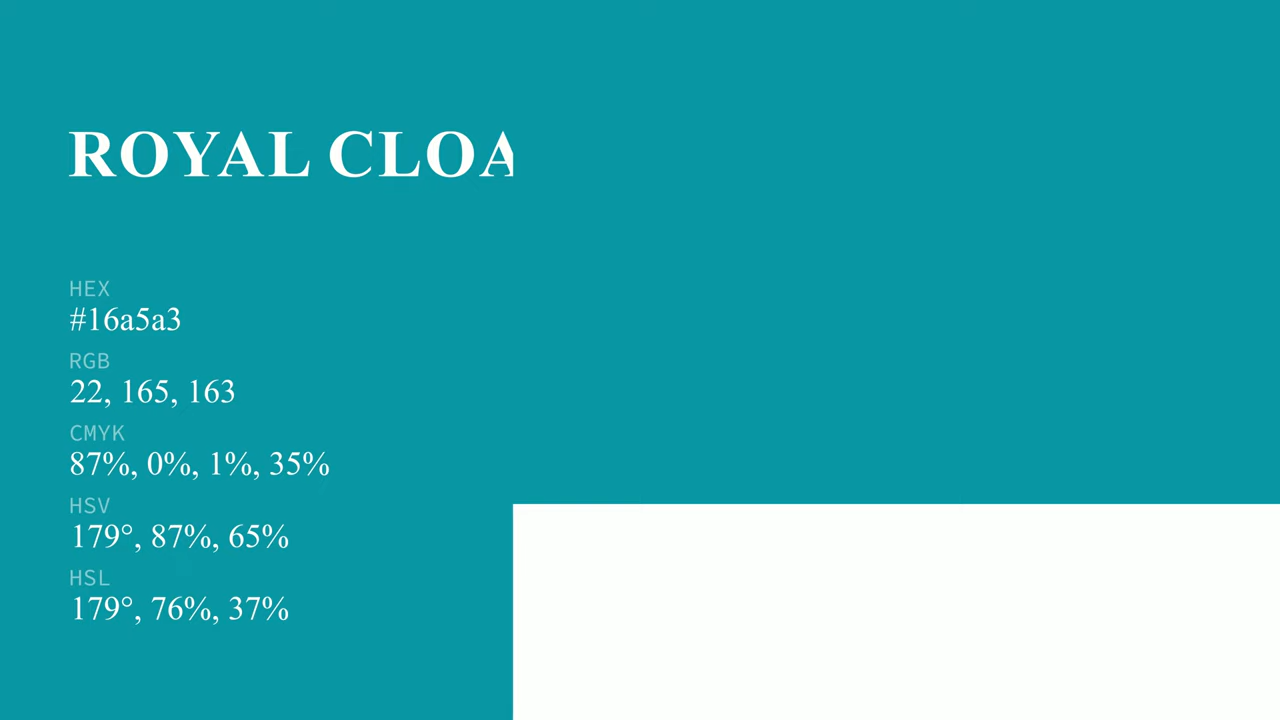 ROYAL CLOA
HEX
#16a5a3
RGB
22, 165, 163
CMYK
87%, 0%, 1%, 35%
HSV
179°, 87%, 65%
HSL
179°, 76%, 37%